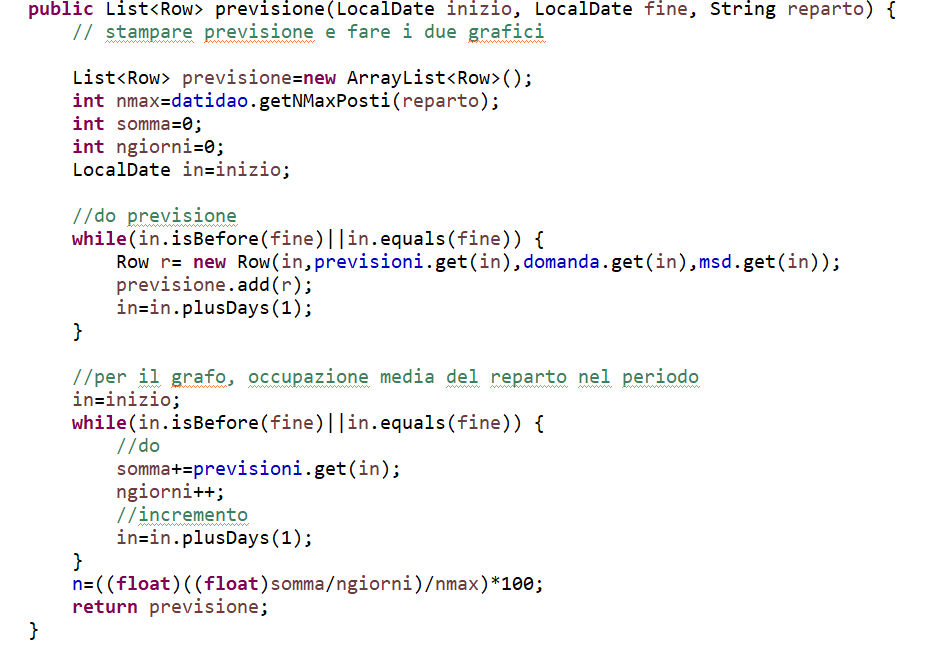 public List<Row> previsione(LocalDate inizio, LocalDate fine, String reparto) {
// stampare previsione e fare i due grafici
List<Row> previsione=new ArrayList<Row>();
int nmax=datidao.getNMaxPosti(reparto);
int somma=0;
int ngiorni=0;
LocalDate in=inizio;
//do previsione
while(in.isBefore(fine)||in.equals(fine)) {
Row r= new Row(in,previsioni.get(in),domanda.get(in),msd.get(in));
previsione.add(r);
in=in.plusDays(1);
}
//per il grafo, occupazione media del reparto nel periodo
in=inizio;
while(in.isBefore(fine)||in.equals(fine)) {
//do
somma+=previsioni.get(in);
ngiorni++;
//incremento
in=in.plusDays(1);
}
n=((float)((float)somma/ngiorni)/nmax)*100;
return previsione;
}